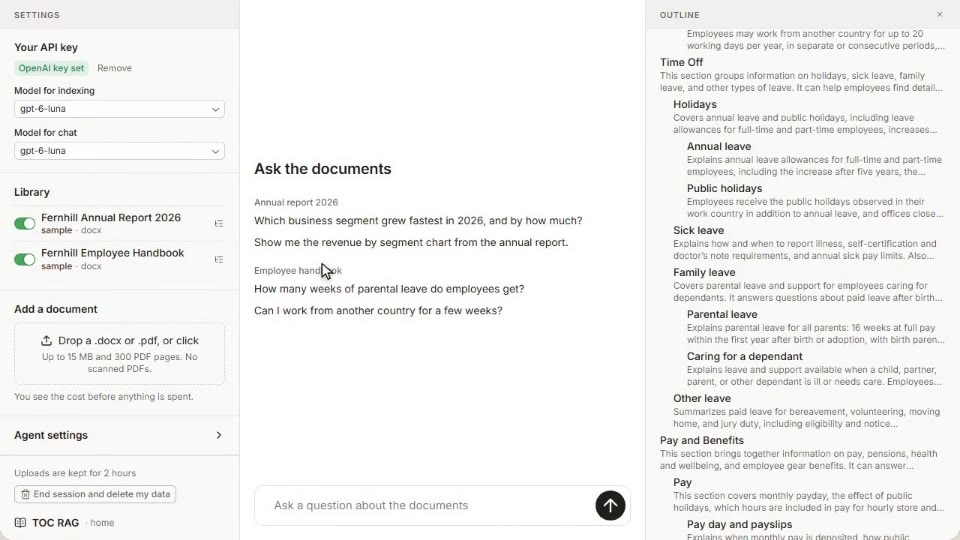 SETTINGS
Your API key
OpenAI key set Remove
Model for indexing
gpt-6-luna
Model for chat
gpt-6-luna
Library
Fernhill Annual Report 2026
sample · docx
Fernhill Employee Handbook
sample · docx
Add a document
Drop a .docx or .pdf, or click
Up to 15 MB and 300 PDF pages. No
scanned PDFs.
You see the cost before anything is spent.
Agent settings
Uploads are kept for 2 hours
End session and delete my data
TOC RAG · home
Ask the documents
Annual report 2026
Which business segment grew fastest in 2026, and by how much?
Show me the revenue by segment chart from the annual report.
Employee handbook
How many weeks of parental leave do employees get?
Can I work from another country for a few weeks?
Ask a question about the documents
OUTLINE ×
Employees may work from another country for up to 20
working days per year, in separate or consecutive periods,...
Time Off
This section groups information on holidays, sick leave, family
leave, and other types of leave. It can help employees find detail...
Holidays
Covers annual leave and public holidays, including leave
allowances for full-time and part-time employees, increases...
Annual leave
Explains annual leave allowances for full-time and part-time
employees, including the increase after five years, the...
Public holidays
Employees receive the public holidays observed in their
work country in addition to annual leave, and offices close...
Sick leave
Explains how and when to report illness, self-certification and
doctor's note requirements, and annual sick pay limits. Also...
Family leave
Covers parental leave and support for employees caring for
dependants. It answers questions about paid leave after birth...
Parental leave
Explains parental leave for all parents: 16 weeks at full pay
within the first year after birth or adoption, with birth paren...
Caring for a dependant
Explains leave and support available when a child, partner,
parent, or other dependant is ill or needs care. Employees...
Other leave
Summarizes paid leave for bereavement, volunteering, moving
home, and jury duty, including eligibility and notice...
Pay and Benefits
This section brings together information on pay, pensions, health
and wellbeing, and employee gear benefits. It can answer...
Pay
This section covers monthly payday, the effect of public
holidays, which hours are included in pay for hourly store and...
Pay day and payslips
Explains when monthly pay is deposited, how public